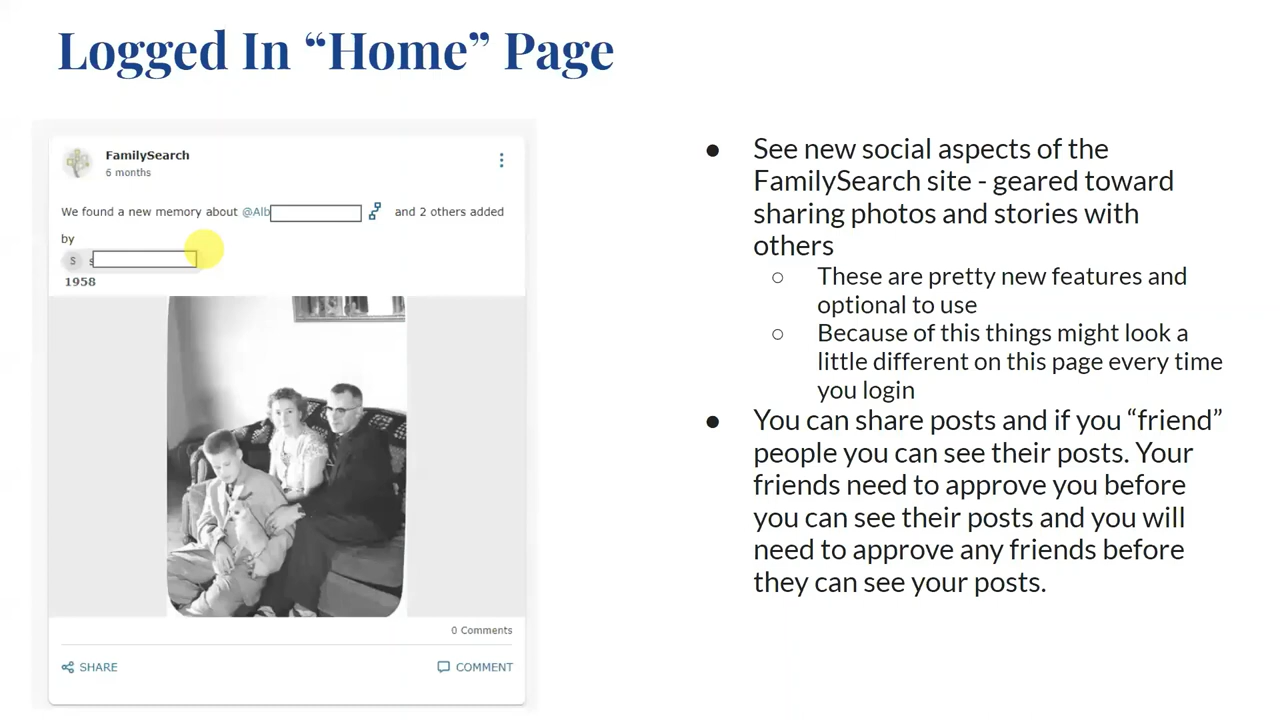 Logged In “Home” Page
FamilySearch
6 months
We found a new memory about @Alb and 2 others added
by
S s
1958
0 Comments
SHARE
COMMENT
● See new social aspects of the
FamilySearch site - geared toward
sharing photos and stories with
others
○ These are pretty new features and
optional to use
○ Because of this things might look a
little different on this page every time
you login
● You can share posts and if you “friend”
people you can see their posts. Your
friends need to approve you before
you can see their posts and you will
need to approve any friends before
they can see your posts.